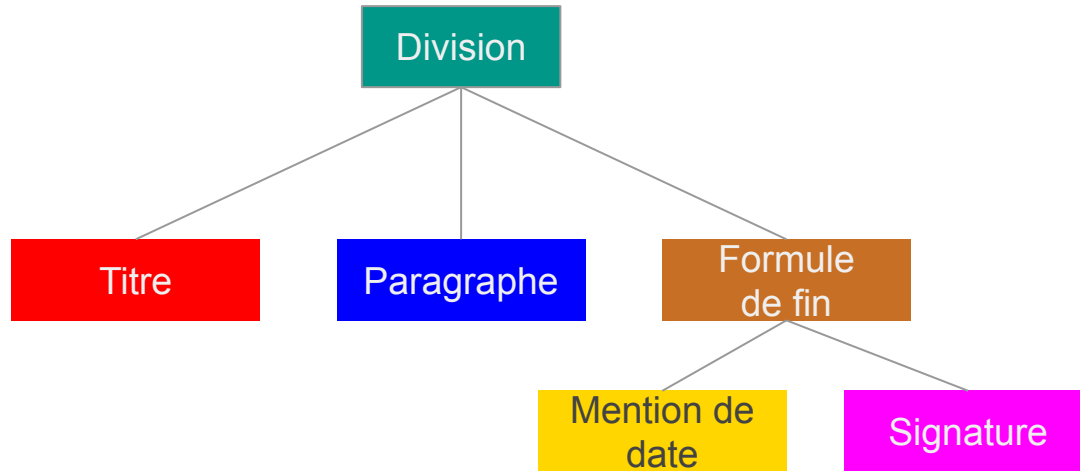 Division
Titre
Paragraphe
Formule
de fin
Mention de
date
Signature